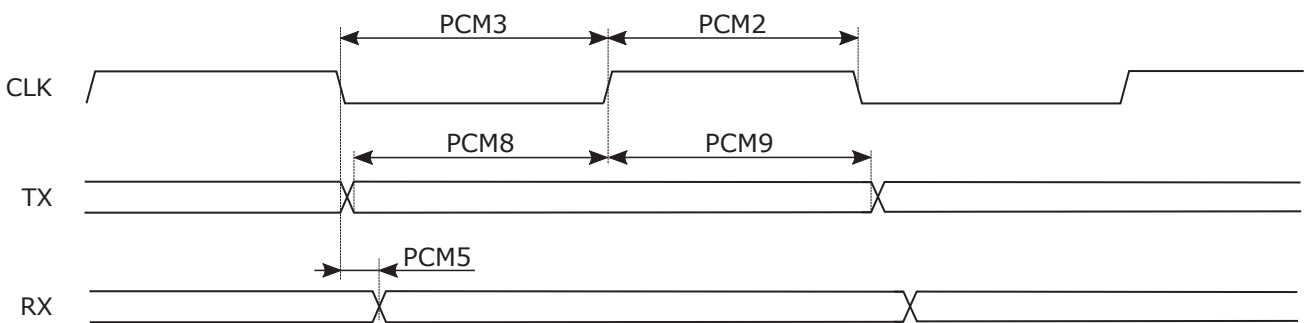 PCM3 PCM2
CLK
PCM8 PCM9
TX
PCM5
RX